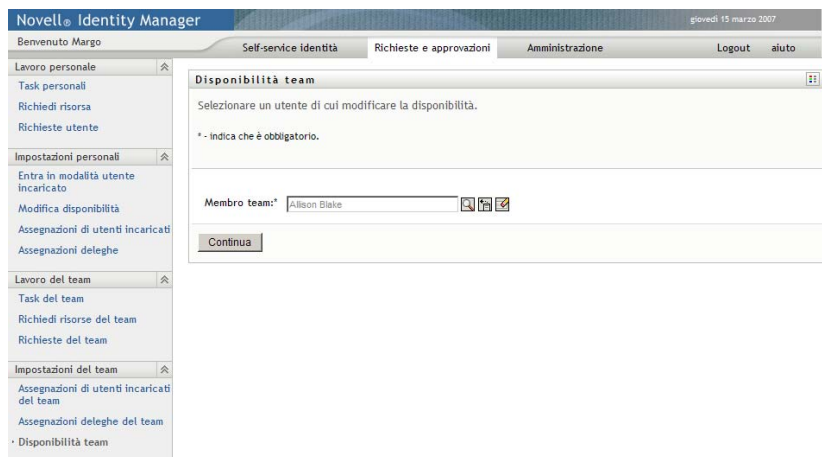 Novell® Identity Manager
giovedì 15 marzo 2007
Benvenuto Margo
Self-service identità
Richieste e approvazioni
Amministrazione
Logout
aiuto
Lavoro personale
Task personali
Richiedi risorsa
Richieste utente
Impostazioni personali
Entra in modalità utente
incaricato
Modifica disponibilità
Assegnazioni di utenti incaricati
Assegnazioni deleghe
Lavoro del team
Task del team
Richiedi risorse del team
Richieste del team
Impostazioni del team
Assegnazioni di utenti incaricati
del team
Assegnazioni deleghe del team
· Disponibilità team
Disponibilità team
Selezionare un utente di cui modificare la disponibilità.
* - indica che è obbligatorio.
Membro team:* Allison Blake
Continua